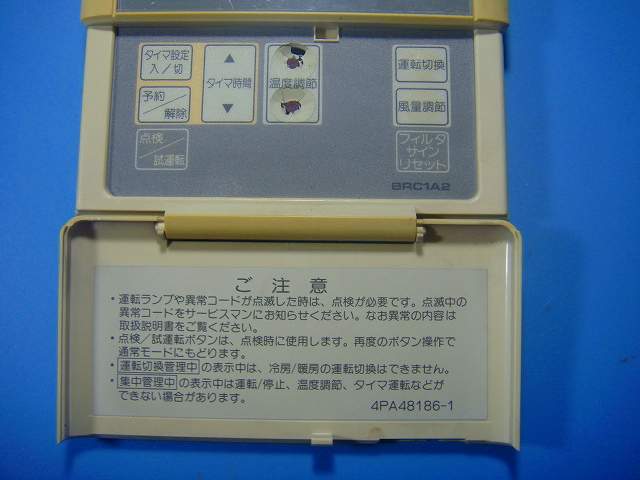 タイマ設定
入/切
▲
タイマ時間
▼
温度調節
運転切換
予約
解除
風量調節
点検
試運転
フィルタ
サイン
リセット
BRC1A2
ご注意
・運転ランプや異常コードが点滅した時は、点検が必要です。点滅中の
異常コードをサービスマンにお知らせください。なお異常の内容は
取扱説明書をご覧ください。
・点検/試運転ボタンは、点検時に使用します。再度のボタン操作で
通常モードにもどります。
・運転切換管理中の表示中は、冷房/暖房の運転切換はできません。
・集中管理中の表示中は運転/停止、温度調節、タイマ運転などが
できない場合があります。
4PA48186-1